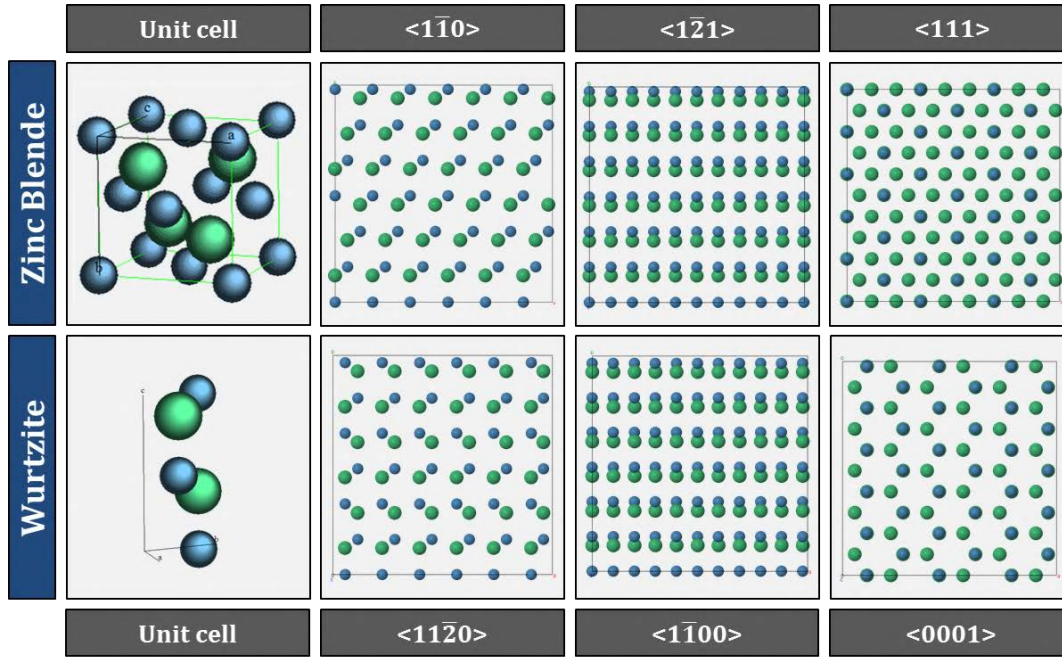 Unit cell
<11̅0>
<12̅1>
<111>
Zinc Blende
c
a
b
Wurtzite
c
b
a
Unit cell
<112̅0>
<11̅00>
<0001>